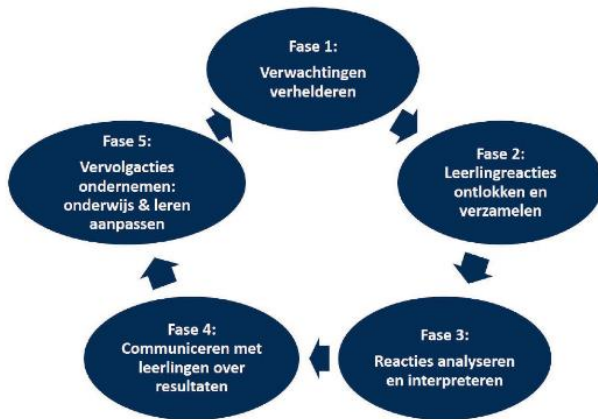 Fase 1:
Verwachtingen
verhelderen
Fase 2:
Leerlingreacties
ontlokken en
verzamelen
Fase 3:
Reacties analyseren
en interpreteren
Fase 4:
Communiceren met
leerlingen over
resultaten
Fase 5:
Vervolgacties
ondernemen:
onderwijs & leren
aanpassen